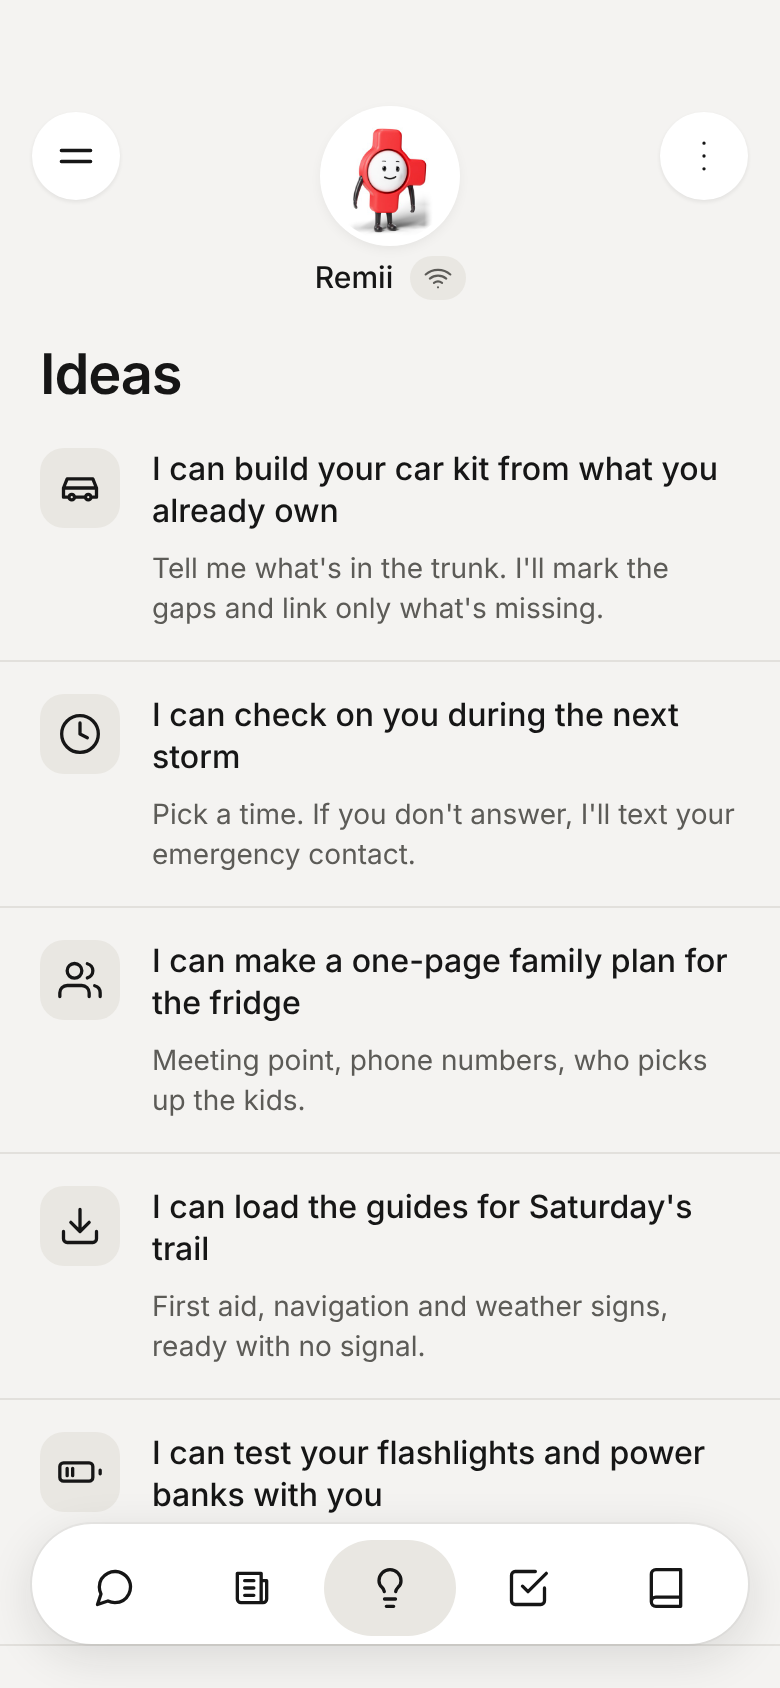 Remii
Ideas
I can build your car kit from what you
already own
Tell me what's in the trunk. I'll mark the
gaps and link only what's missing.
I can check on you during the next
storm
Pick a time. If you don't answer, I'll text your
emergency contact.
I can make a one-page family plan for
the fridge
Meeting point, phone numbers, who picks
up the kids.
I can load the guides for Saturday's
trail
First aid, navigation and weather signs,
ready with no signal.
I can test your flashlights and power
banks with you